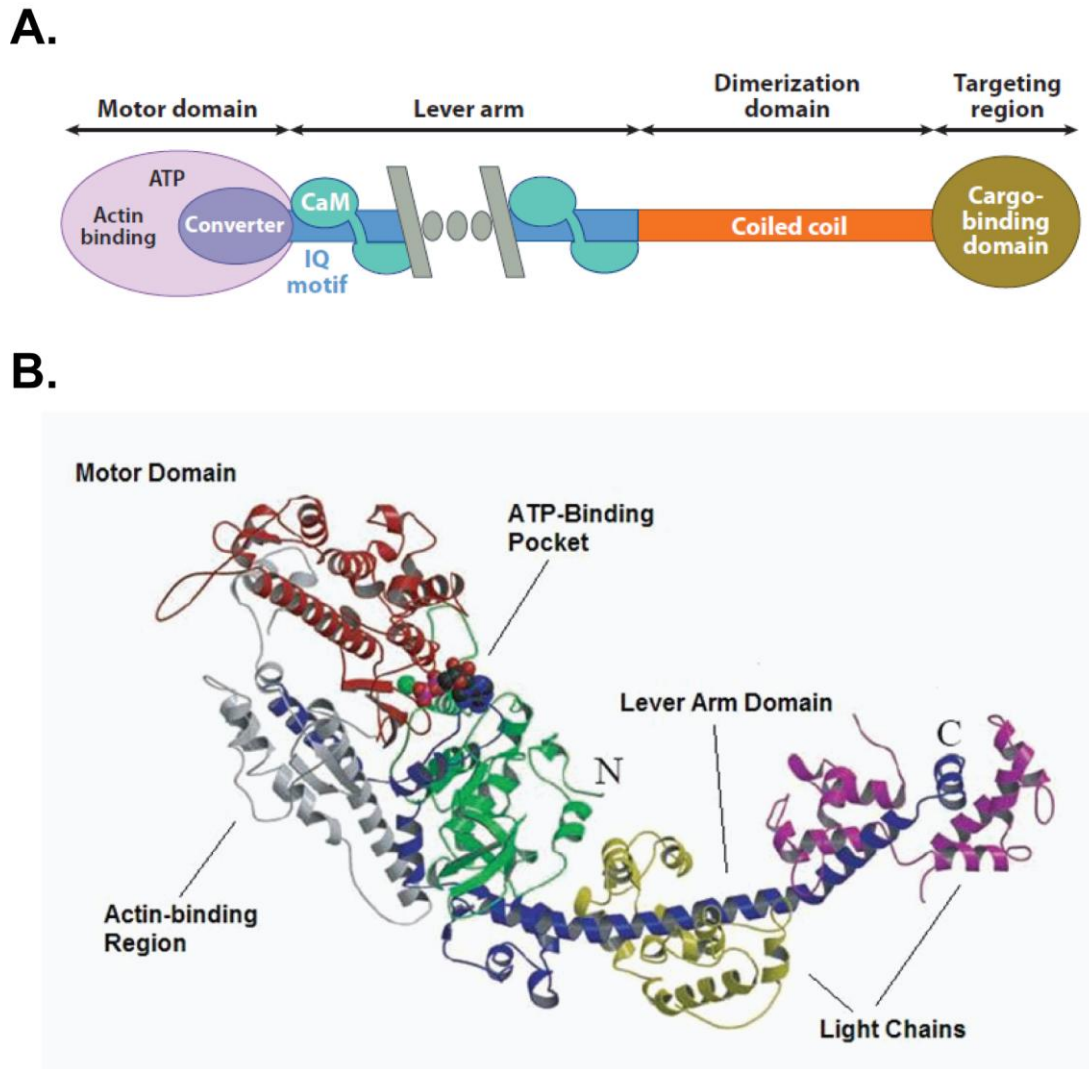 A.
Motor domain
Lever arm
Dimerization
domain
Targeting
region
ATP
Actin
binding
Converter
CaM
IQ
motif
Coiled coil
Cargo-
binding
domain
B.
Motor Domain
ATP-Binding
Pocket
Lever Arm Domain
N
C
Actin-binding
Region
Light Chains